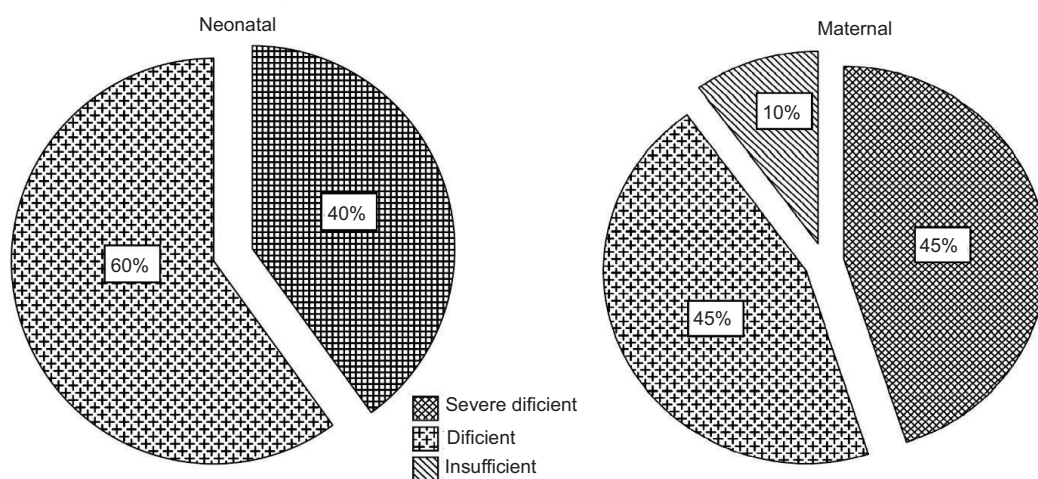 Neonatal
60%
40%
Severe dificient
Dificient
Insufficient
Maternal
10%
45%
45%